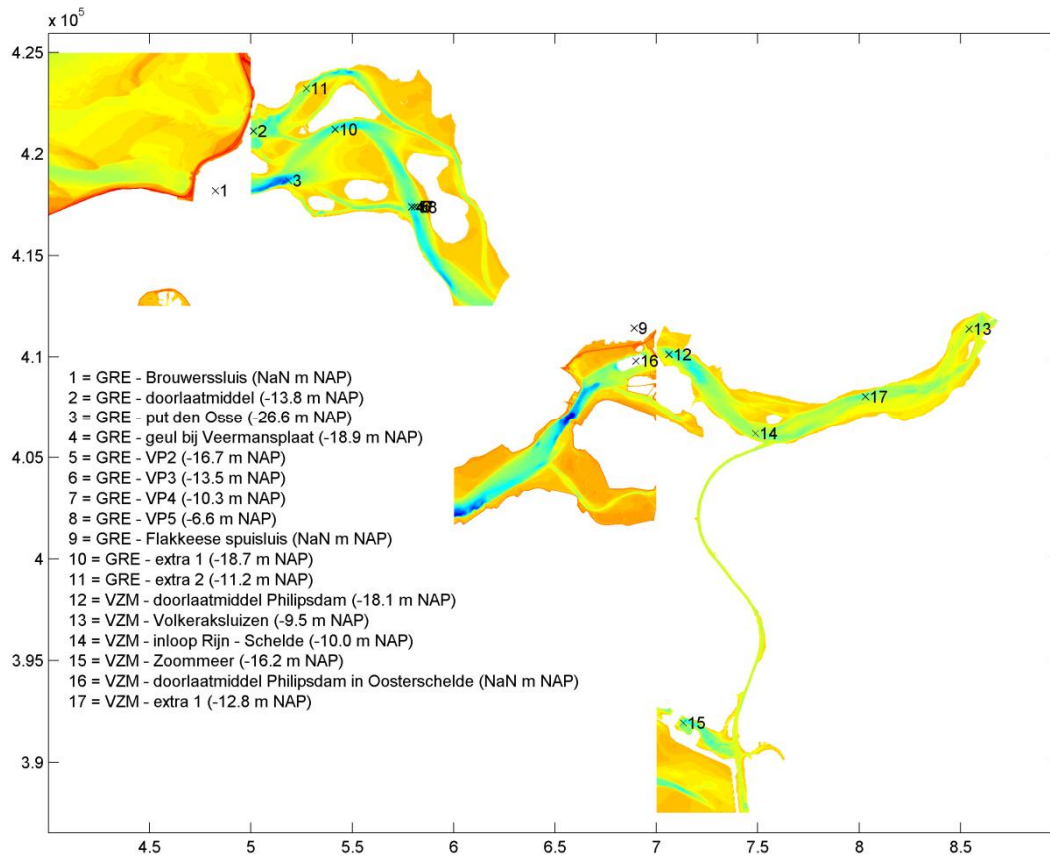 x 10⁵
4.25
4.2
4.15
4.1
4.05
4
3.95
3.9
4.5
5
5.5
6
6.5
7
7.5
8
8.5
11
2
10
3
1
4 5 6 7 8
9
16
12
13
17
14
15
1 = GRE - Brouwerssluis (NaN m NAP)
2 = GRE - doorlaatmiddel (-13.8 m NAP)
3 = GRE - put den Osse (-26.6 m NAP)
4 = GRE - geul bij Veermansplaat (-18.9 m NAP)
5 = GRE - VP2 (-16.7 m NAP)
6 = GRE - VP3 (-13.5 m NAP)
7 = GRE - VP4 (-10.3 m NAP)
8 = GRE - VP5 (-6.6 m NAP)
9 = GRE - Flakkeese spuisluis (NaN m NAP)
10 = GRE - extra 1 (-18.7 m NAP)
11 = GRE - extra 2 (-11.2 m NAP)
12 = VZM - doorlaatmiddel Philipsdam (-18.1 m NAP)
13 = VZM - Volkeraksluizen (-9.5 m NAP)
14 = VZM - inloop Rijn - Schelde (-10.0 m NAP)
15 = VZM - Zoommeer (-16.2 m NAP)
16 = VZM - doorlaatmiddel Philipsdam in Oosterschelde (NaN m NAP)
17 = VZM - extra 1 (-12.8 m NAP)